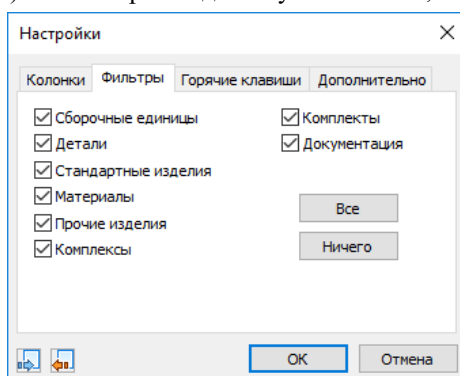 Настройки
Колонки Фильтры Горячие клавиши Дополнительно
Сборочные единицы
Детали
Стандартные изделия
Материалы
Прочие изделия
Комплексы
Комплекты
Документация
Все
Ничего
ОК Отмена